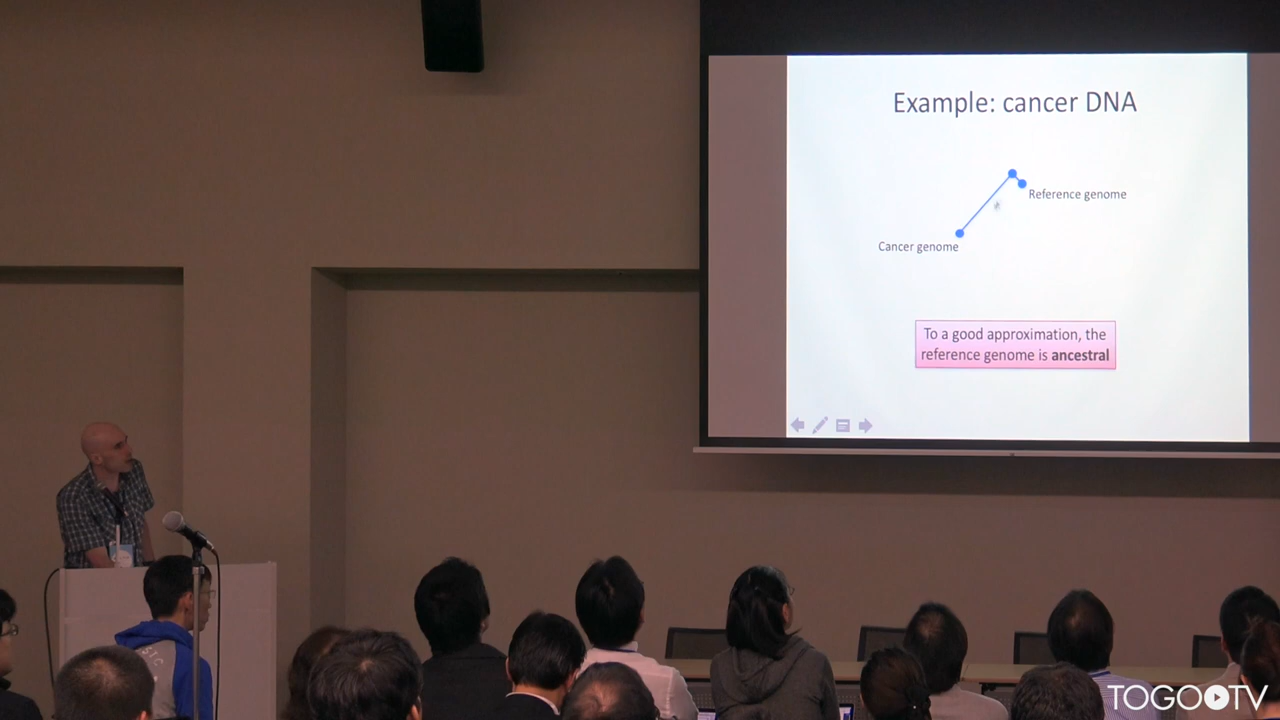 Example: cancer DNA
Reference genome
Cancer genome
To a good approximation, the
reference genome is ancestral
TOGOTV